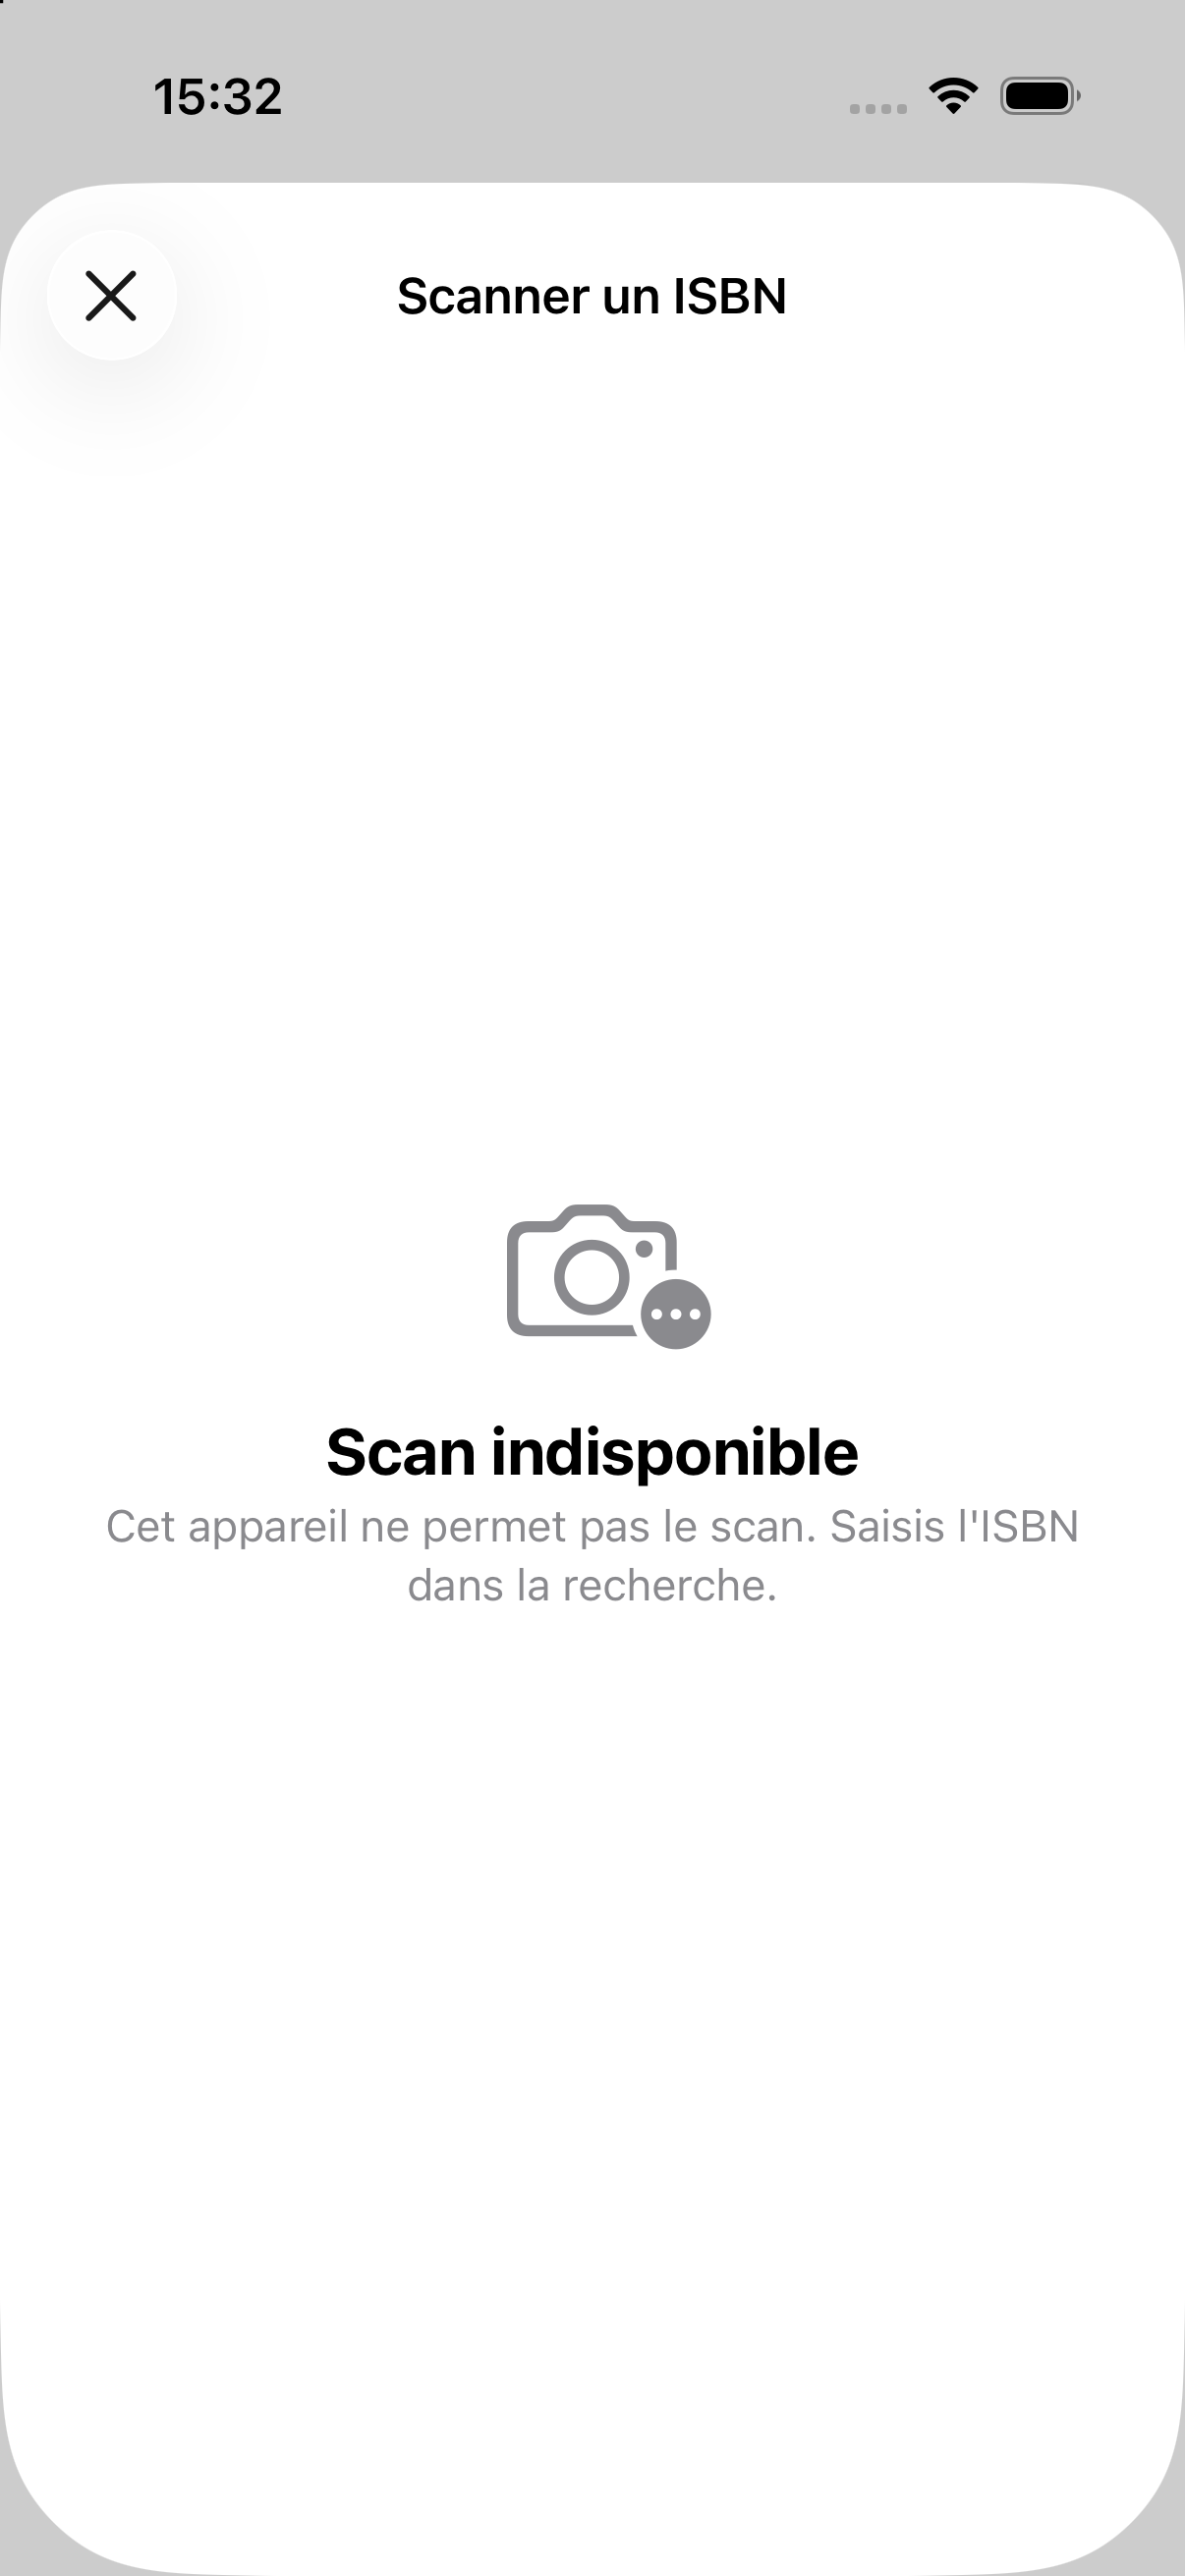 15:32
Scanner un ISBN
Scan indisponible
Cet appareil ne permet pas le scan. Saisis l'ISBN
dans la recherche.